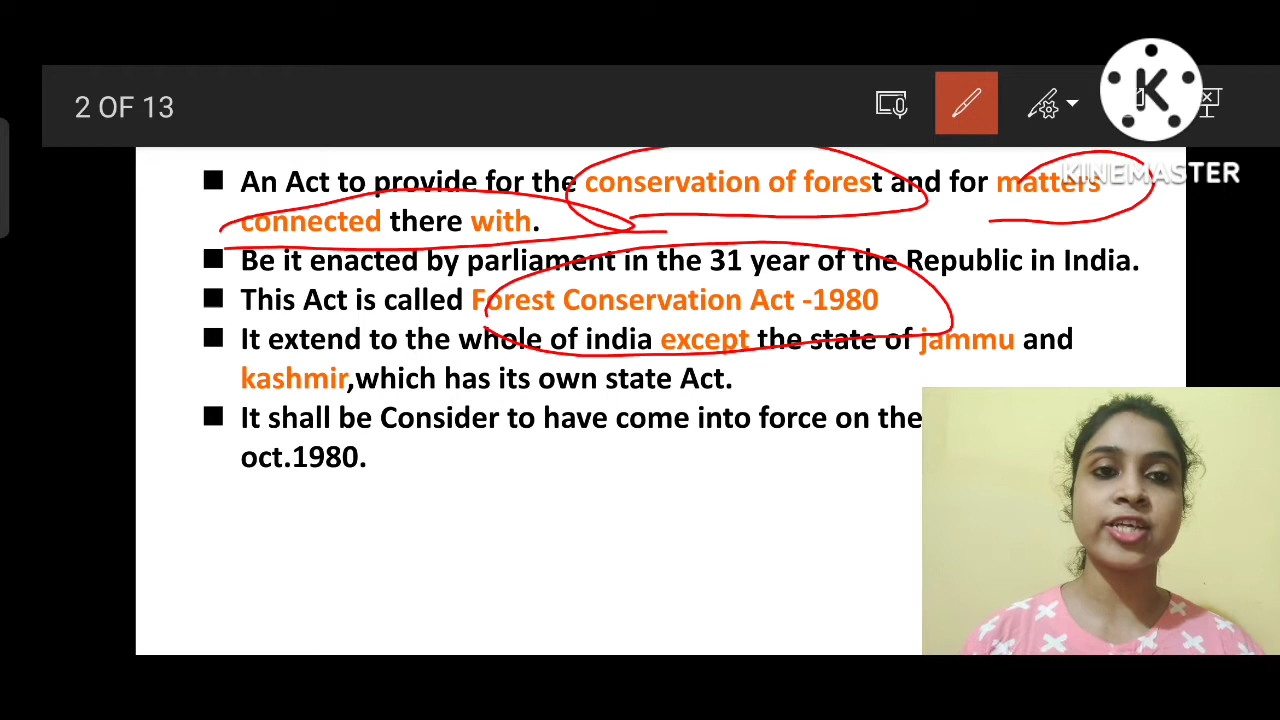 2 OF 13
KINEMASTER
An Act to provide for the conservation of forest and for matters
connected there with.
Be it enacted by parliament in the 31 year of the Republic in India.
This Act is called Forest Conservation Act -1980
It extend to the whole of india except the state of jammu and
kashmir,which has its own state Act.
It shall be Consider to have come into force on the
oct.1980.